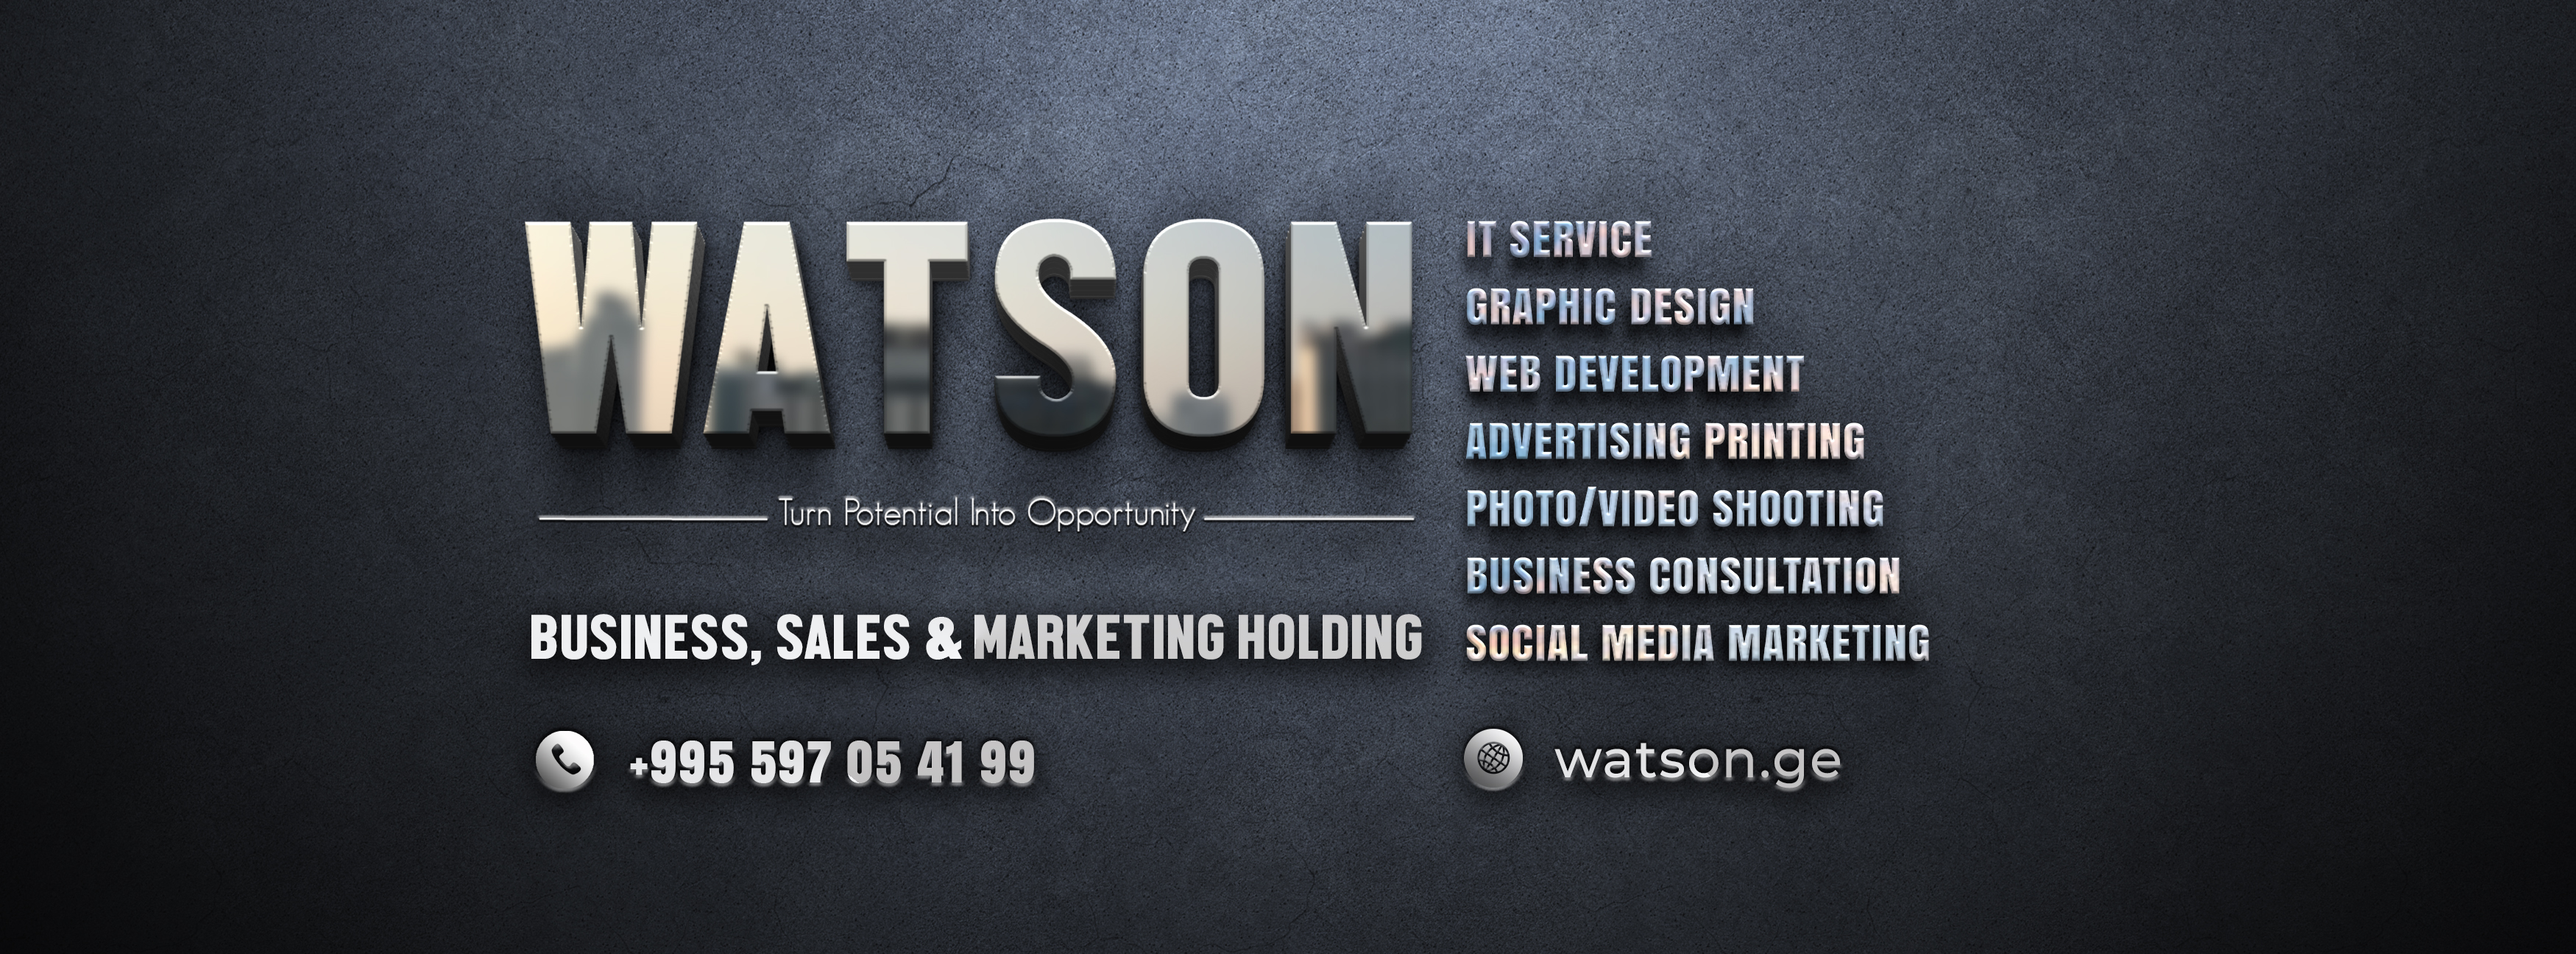 WATSON
Turn Potential Into Opportunity
BUSINESS, SALES & MARKETING HOLDING
+995 597 05 41 99
IT SERVICE
GRAPHIC DESIGN
WEB DEVELOPMENT
ADVERTISING PRINTING
PHOTO/VIDEO SHOOTING
BUSINESS CONSULTATION
SOCIAL MEDIA MARKETING
watson.ge